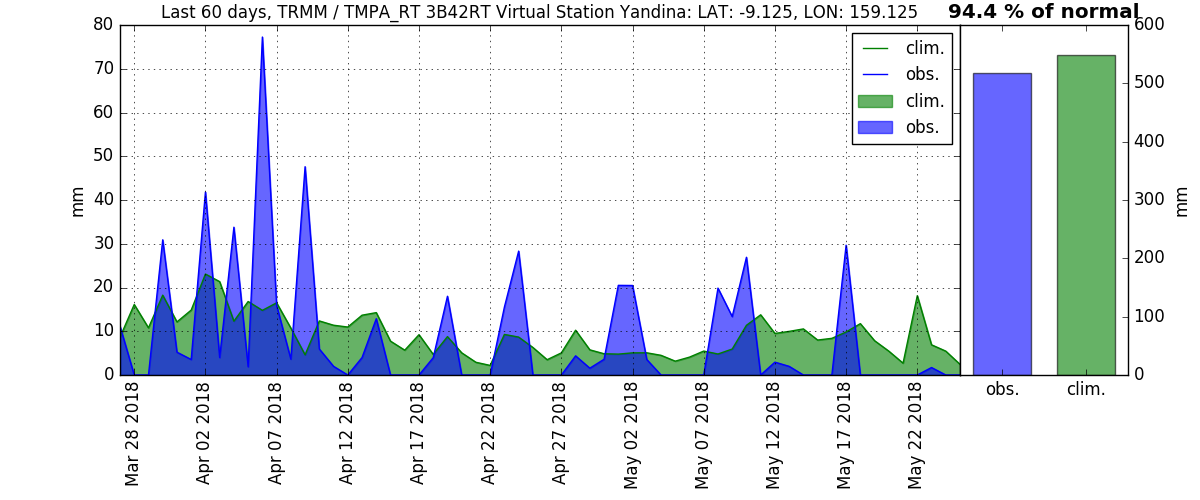 Last 60 days, TRMM / TMPA_RT 3B42RT Virtual Station Yandina: LAT: -9.125, LON: 159.125
94.4 % of normal
80
70
60
50
40
30
20
10
0
mm
clim.
obs.
clim.
obs.
Mar 28 2018
Apr 02 2018
Apr 07 2018
Apr 12 2018
Apr 17 2018
Apr 22 2018
Apr 27 2018
May 02 2018
May 07 2018
May 12 2018
May 17 2018
May 22 2018
600
500
400
300
200
100
0
mm
obs.
clim.